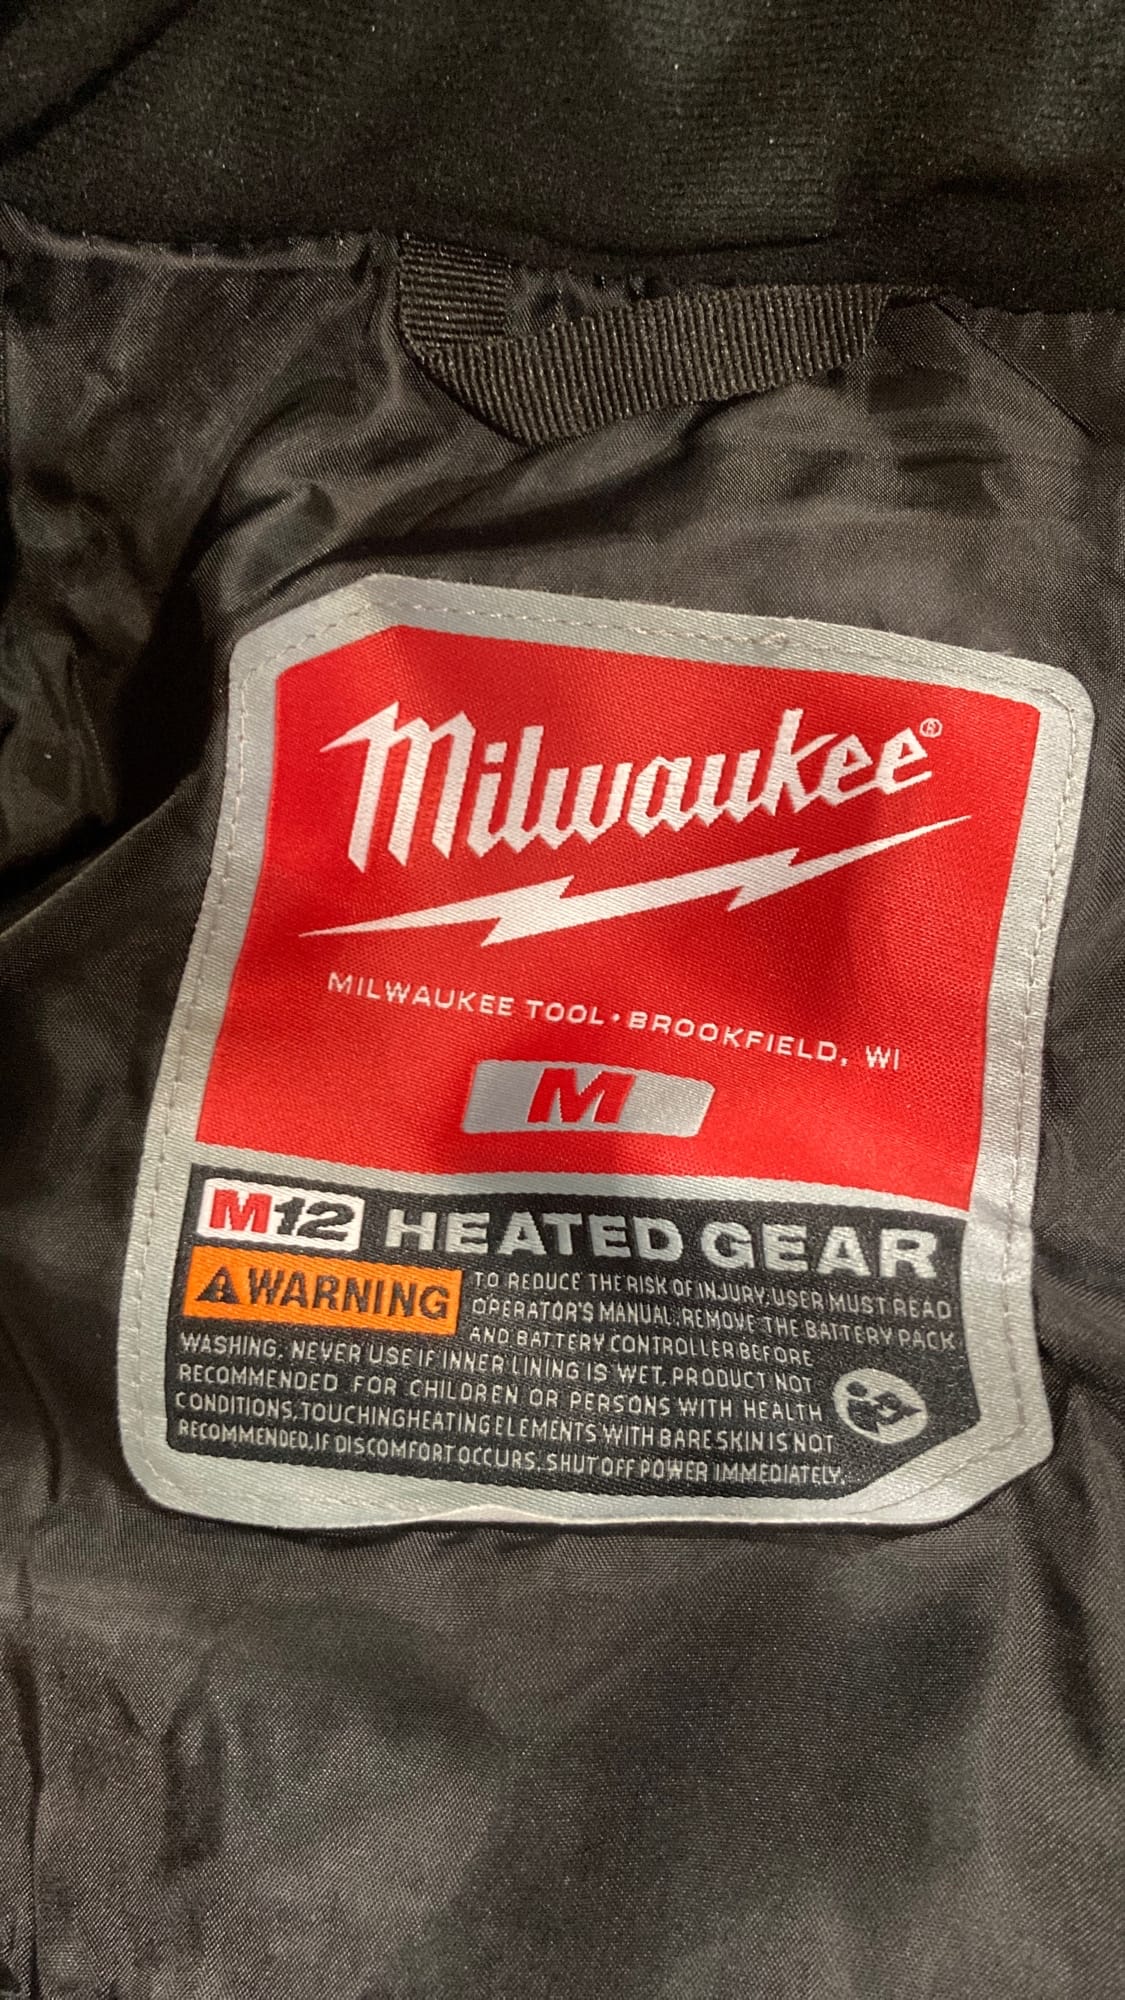 Milwaukee®
MILWAUKEE TOOL • BROOKFIELD, WI
M
M12 HEATED GEAR
⚠ WARNING TO REDUCE THE RISK OF INJURY, USER MUST READ
OPERATOR'S MANUAL. REMOVE THE BATTERY PACK
AND BATTERY CONTROLLER BEFORE
WASHING. NEVER USE IF INNER LINING IS WET. PRODUCT NOT
RECOMMENDED FOR CHILDREN OR PERSONS WITH HEALTH
CONDITIONS. TOUCHING HEATING ELEMENTS WITH BARE SKIN IS NOT
RECOMMENDED. IF DISCOMFORT OCCURS, SHUT OFF POWER IMMEDIATELY.